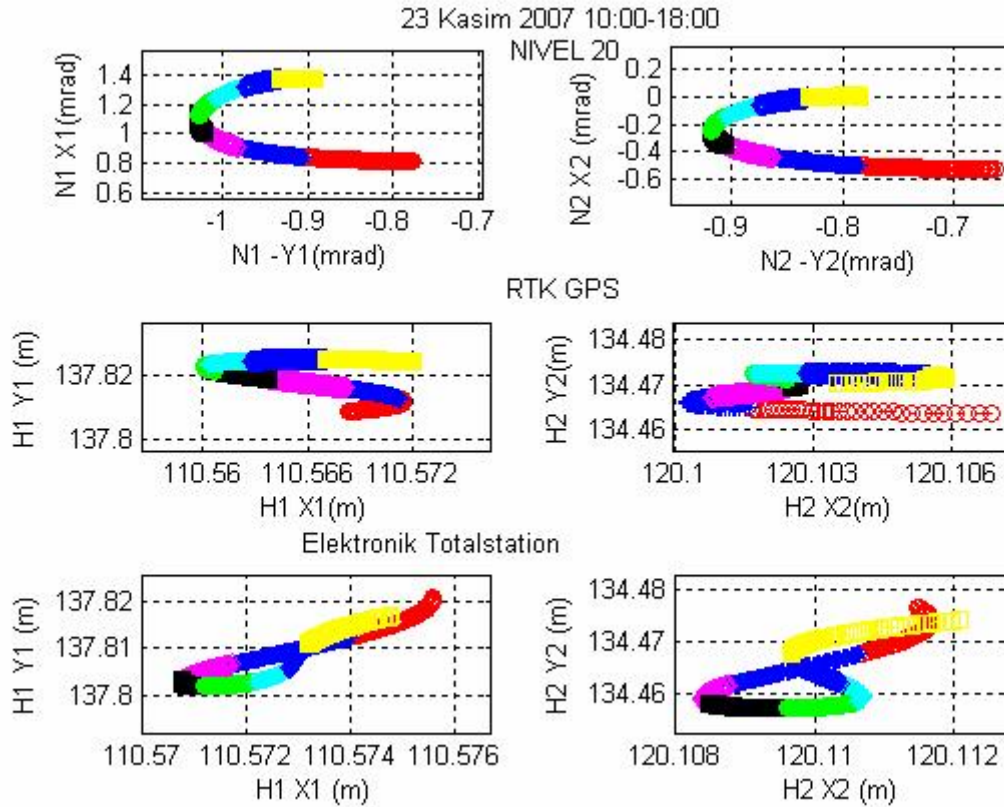 23 Kasim 2007 10:00-18:00
NIVEL 20
N1 X1(mrad)
1.4
1.2
1
0.8
0.6
-1
-0.9
-0.8
-0.7
N1 -Y1(mrad)
N2 X2 (mrad)
0.2
0
-0.2
-0.4
-0.6
-0.9
-0.8
-0.7
N2 -Y2(mrad)
RTK GPS
H1 Y1 (m)
137.82
137.8
110.56
110.566
110.572
H1 X1(m)
H2 Y2(m)
134.48
134.47
134.46
120.1
120.103
120.106
H2 X2(m)
Elektronik Totalstation
H1 Y1 (m)
137.82
137.81
137.8
110.57
110.572
110.574
110.576
H1 X1 (m)
H2 Y2(m)
134.48
134.47
134.46
120.108
120.11
120.112
H2 X2 (m)